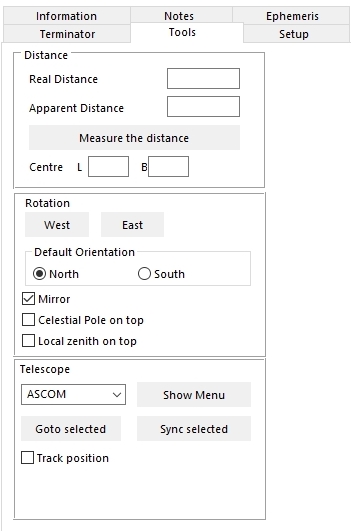 Information Notes Ephemeris
Terminator Tools Setup
Distance
Real Distance
Apparent Distance
Measure the distance
Centre L B
Rotation
West East
Default Orientation
North South
Mirror
Celestial Pole on top
Local zenith on top
Telescope
ASCOM Show Menu
Goto selected Sync selected
Track position